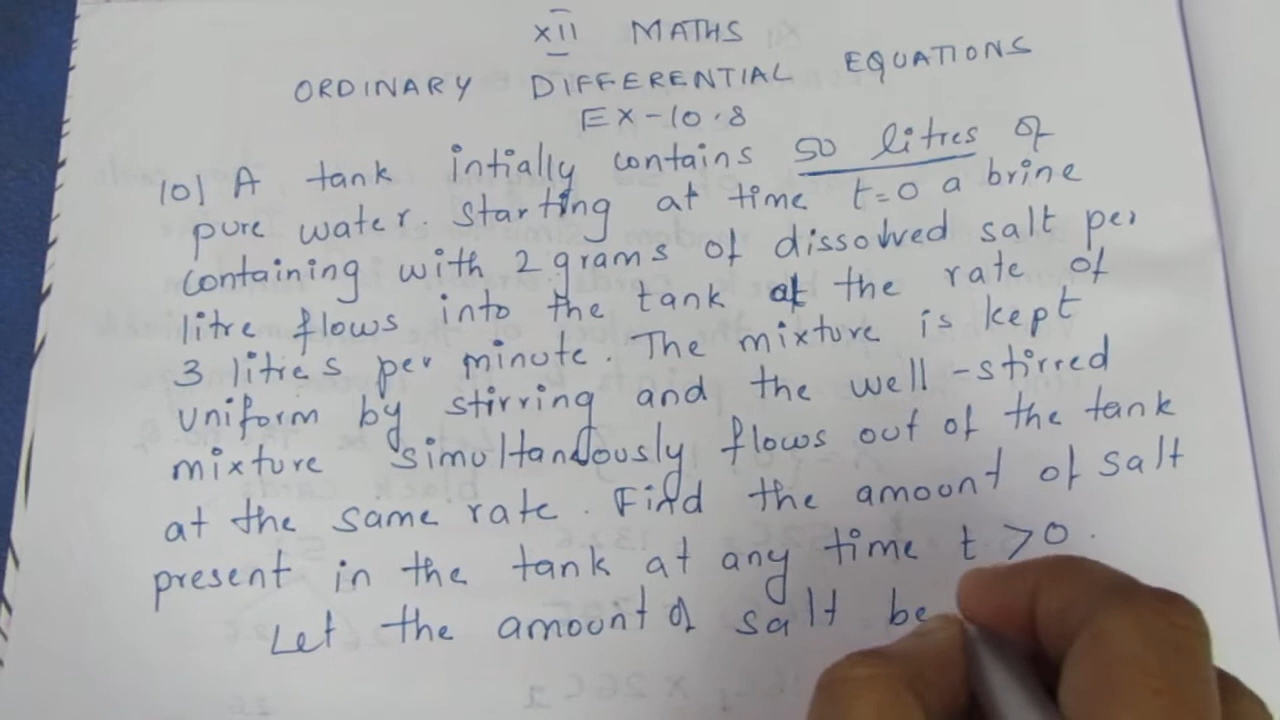 XII MATHS
ORDINARY DIFFERENTIAL EQUATIONS
EX-10.8
10) A tank intially contains 50 litres of
pure water. Starting at time t=0 a brine
containing with 2 grams of dissolved salt per
litre flows into the tank at the rate of
3 litres per minute. The mixture is kept
uniform by stirring and the well-stirred
mixture simultandously flows out of the tank
at the same rate. Find the amount of salt
present in the tank at any time t>0.
Let the amount of salt be